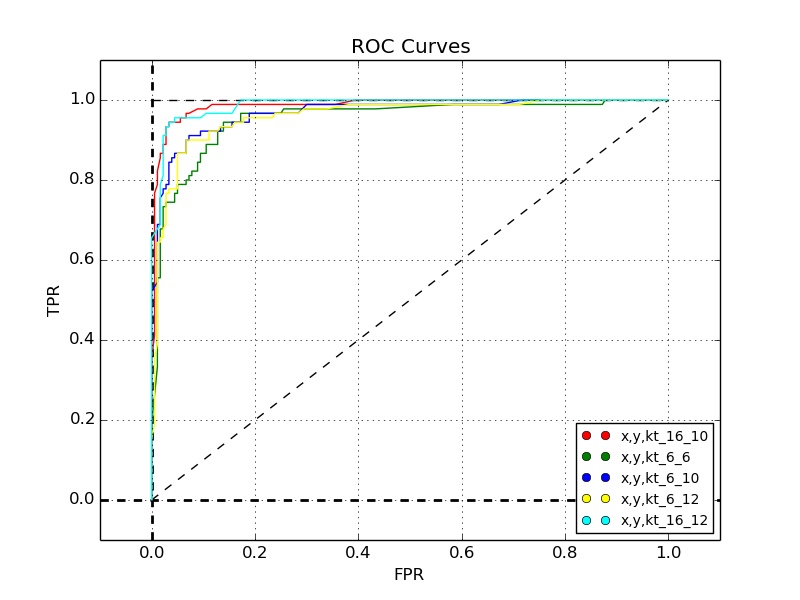 ROC Curves
TPR
1.0
0.8
0.6
0.4
0.2
0.0
x,y,kt_16_10
x,y,kt_6_6
x,y,kt_6_10
x,y,kt_6_12
x,y,kt_16_12
0.0 0.2 0.4 0.6 0.8 1.0
FPR